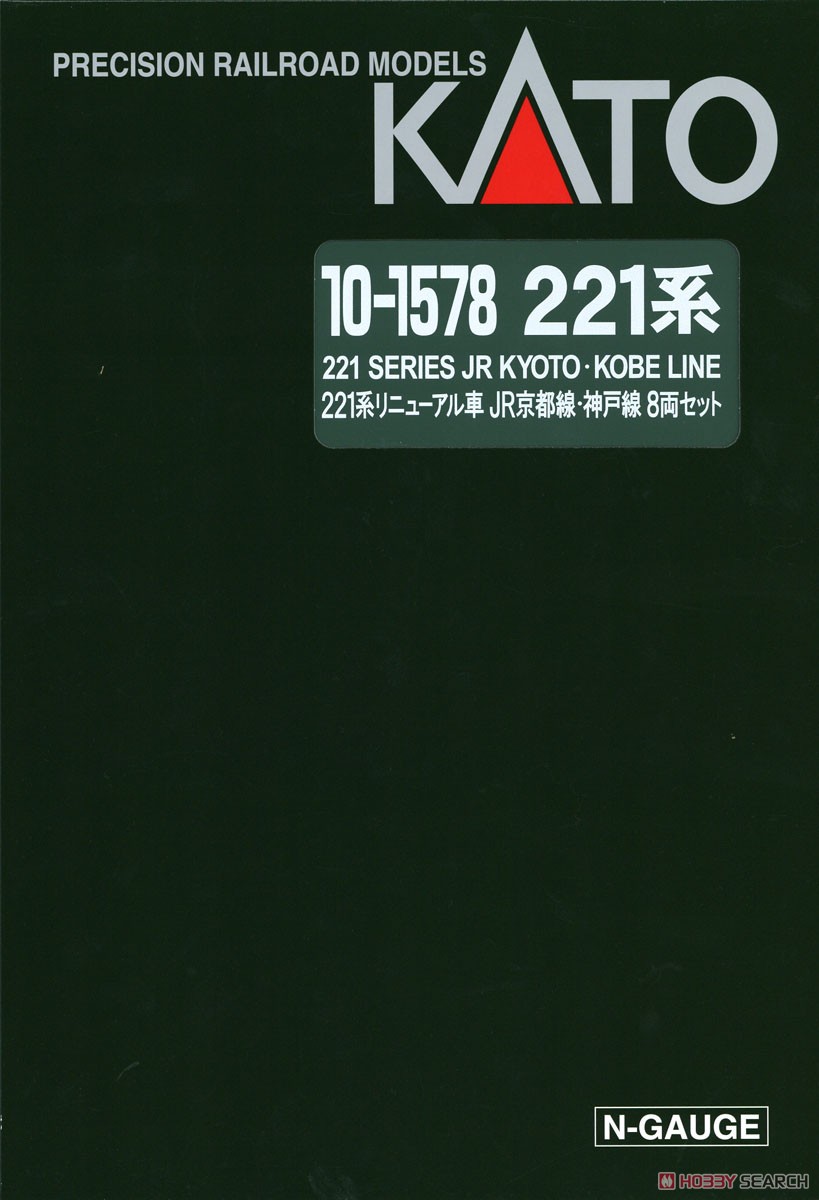 PRECISION RAILROAD MODELS
KATO
10-1578 221系
221 SERIES JR KYOTO・KOBE LINE
221系リニューアル車 JR京都線・神戸線 8両セット
N-GAUGE
HOBBY SEARCH